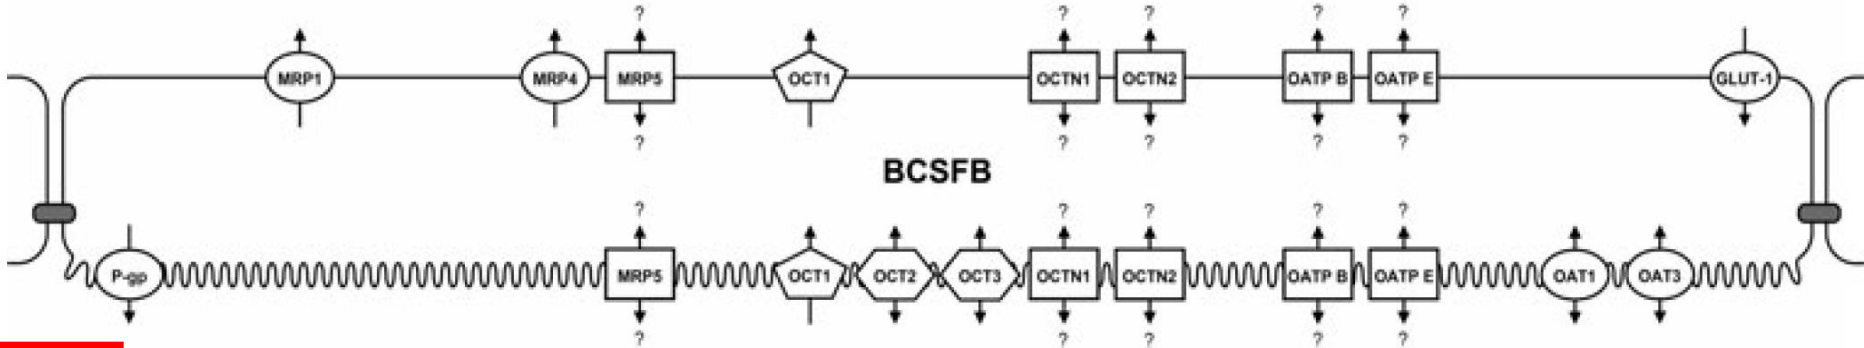 ? ? ? ? ? ?
MRP1 MRP4 MRP5 OCT1 OCTN1 OCTN2 OATP B OATP E GLUT-1
? ? ? ? ?
BCSFB
? ? ? ? ?
P-gp MRP5 OCT1 OCT2 OCT3 OCTN1 OCTN2 OATP B OATP E OAT1 OAT3
? ? ? ? ?